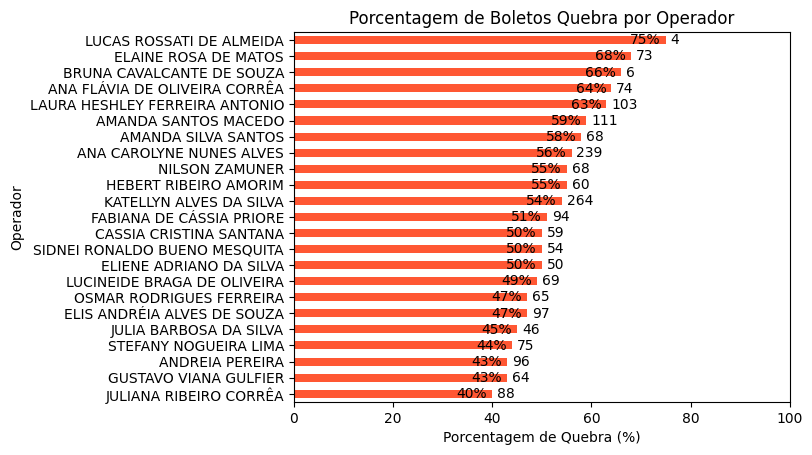 Porcentagem de Boletos Quebra por Operador
LUCAS ROSSATI DE ALMEIDA 75% 4
ELAINE ROSA DE MATOS 68% 73
BRUNA CAVALCANTE DE SOUZA 66% 6
ANA FLÁVIA DE OLIVEIRA CORRÊA 64% 74
LAURA HESHLEY FERREIRA ANTONIO 63% 103
AMANDA SANTOS MACEDO 59% 111
AMANDA SILVA SANTOS 58% 68
ANA CAROLYNE NUNES ALVES 56% 239
NILSON ZAMUNER 55% 68
HEBERT RIBEIRO AMORIM 55% 60
KATELLYN ALVES DA SILVA 54% 264
FABIANA DE CÁSSIA PRIORE 51% 94
CASSIA CRISTINA SANTANA 50% 59
SIDNEI RONALDO BUENO MESQUITA 50% 54
ELIENE ADRIANO DA SILVA 50% 50
LUCINEIDE BRAGA DE OLIVEIRA 49% 69
OSMAR RODRIGUES FERREIRA 47% 65
ELIS ANDRÉIA ALVES DE SOUZA 47% 97
JULIA BARBOSA DA SILVA 45% 46
STEFANY NOGUEIRA LIMA 44% 75
ANDREIA PEREIRA 43% 96
GUSTAVO VIANA GULFIER 43% 64
JULIANA RIBEIRO CORRÊA 40% 88
Operador
0 20 40 60 80 100
Porcentagem de Quebra (%)